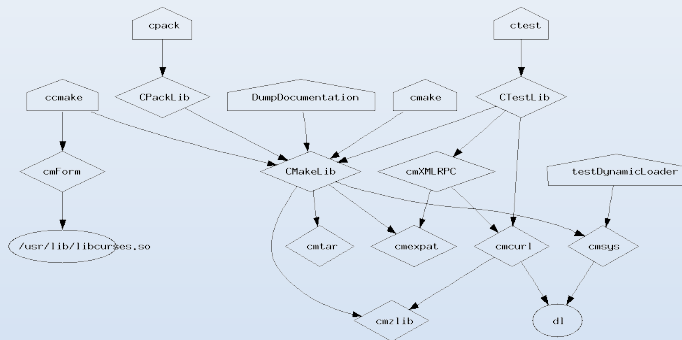 cpack
ctest
ccmake
CPackLib
DumpDocumentation
cmake
CTestLib
cmForm
CMakeLib
cmXMLRPC
testDynamicLoader
/usr/lib/libcurses.so
cmtar
cmexpat
cmcurl
cmsys
cmzlib
dl